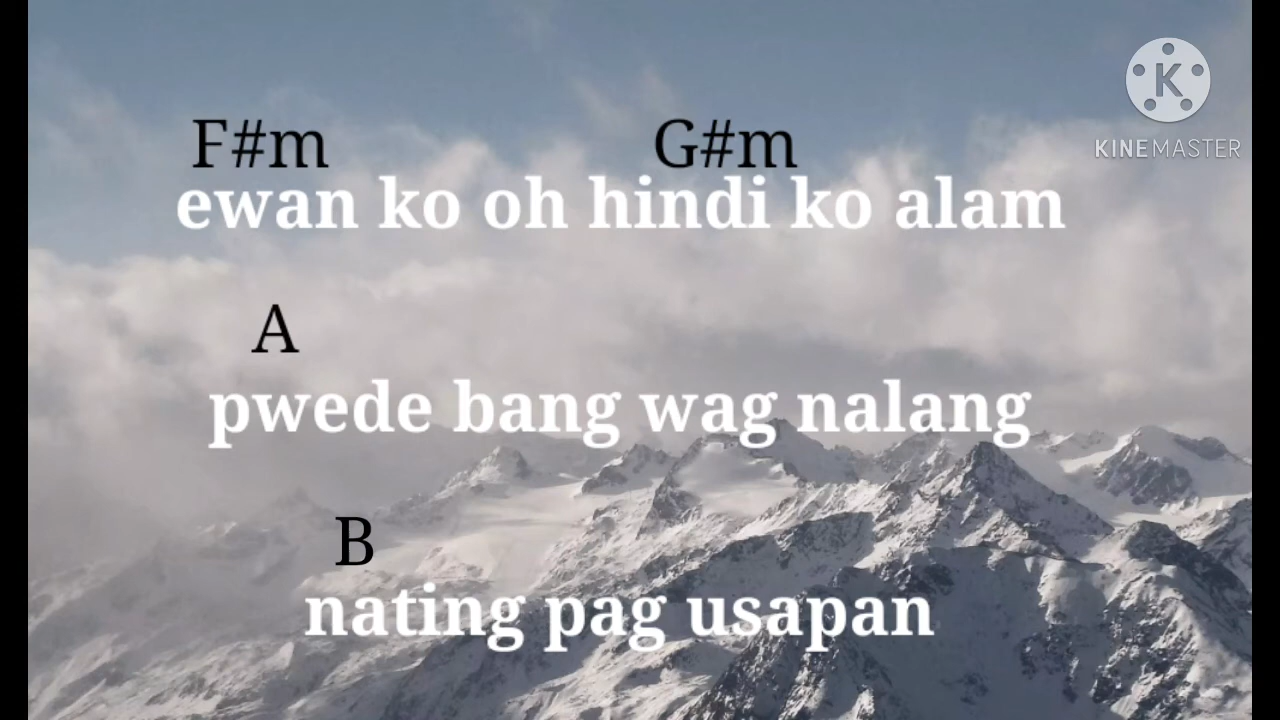 F#m G#m
ewan ko oh hindi ko alam
A
pwede bang wag nalang
B
nating pag usapan
K
KINEMASTER